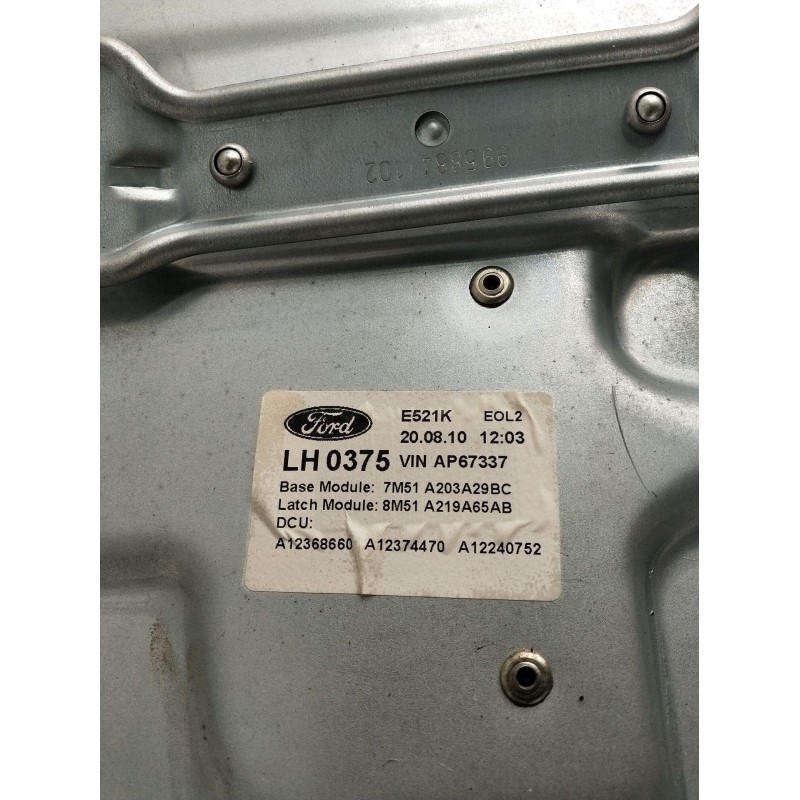 Ford E521K EOL2
20.08.10 12:03
LH 0375 VIN AP67337
Base Module: 7M51 A203A29BC
Latch Module: 8M51 A219A65AB
DCU:
A12368660 A12374470 A12240752